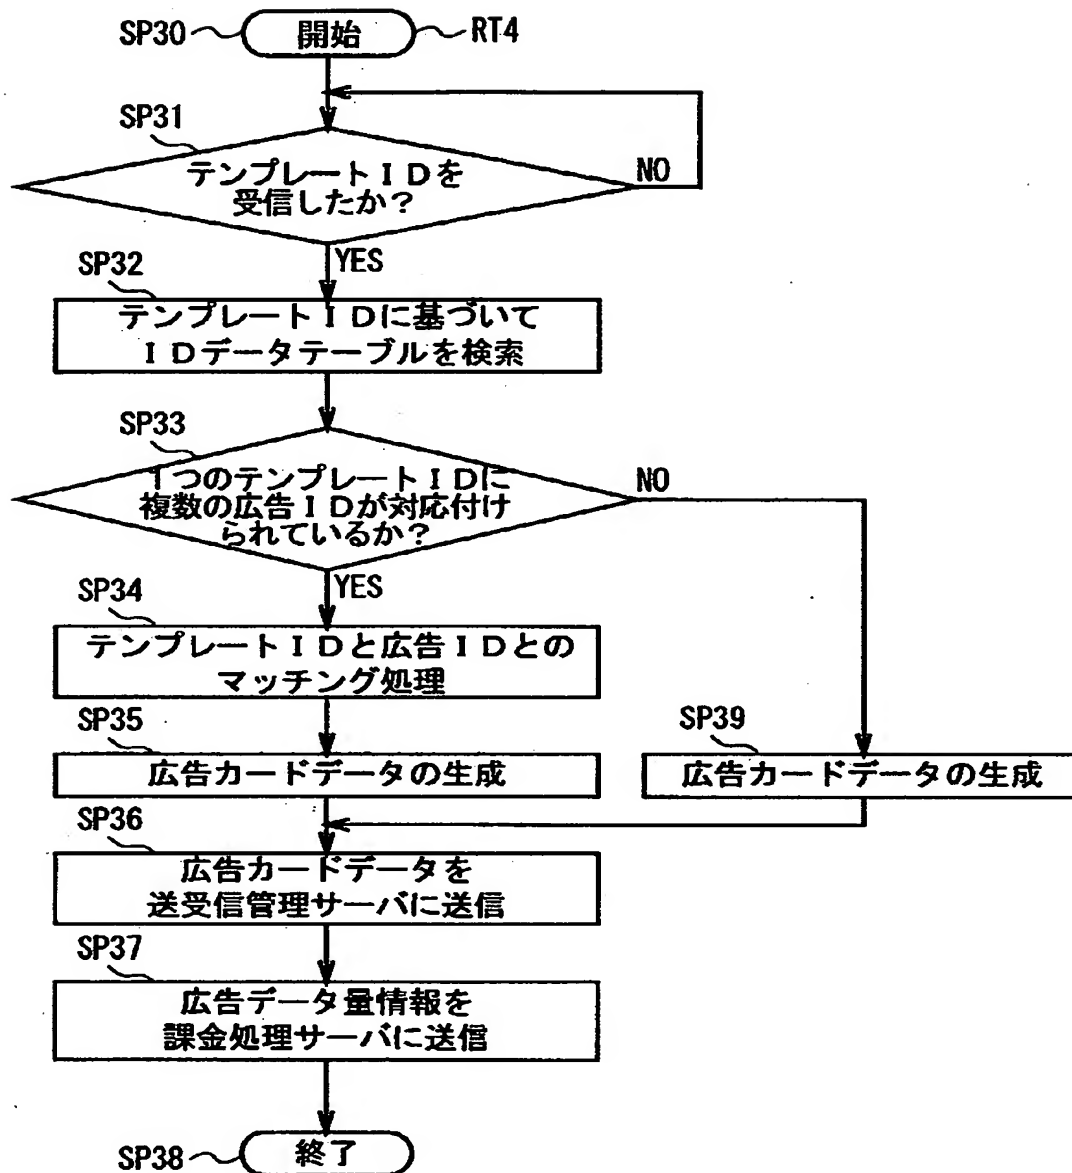 SP30
開始
RT4
SP31
テンプレートIDを
受信したか?
NO
YES
SP32
テンプレートIDに基づいて
IDデータテーブルを検索
SP33
1つのテンプレートIDに
複数の広告IDが対応付け
られているか?
NO
YES
SP34
テンプレートIDと広告IDとの
マッチング処理
SP35
広告カードデータの生成
SP39
広告カードデータの生成
SP36
広告カードデータを
送受信管理サーバに送信
SP37
広告データ量情報を
課金処理サーバに送信
SP38
終了